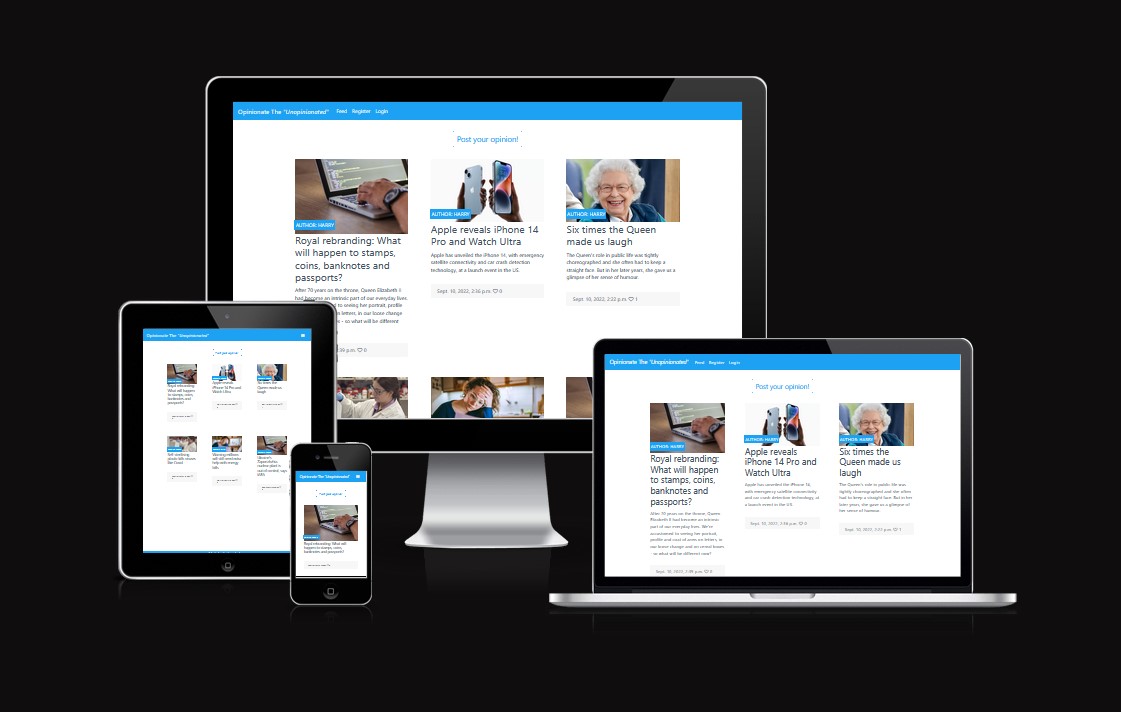 Opinionate The "Unopinionated" Feed Register Login
Post your opinion!
AUTHOR: HARRY
Royal rebranding: What
will happen to stamps,
coins, banknotes and
passports?
After 70 years on the throne, Queen Elizabeth II
had become an intrinsic part of our everyday lives.
to seeing her portrait, profile
letters, in our loose change
- so what will be different
:39 p.m. 0
AUTHOR: HARRY
Apple reveals iPhone 14
Pro and Watch Ultra
Apple has unveiled the iPhone 14, with emergency
satellite connectivity and car crash detection
technology, at a launch event in the US.
Sept. 10, 2022, 2:36 p.m. 0
AUTHOR: HARRY
Six times the Queen
made us laugh
The Queen's role in public life was tightly
choreographed and she often had to keep a
straight face. But in her later years, she gave us a
glimpse of her sense of humour.
Sept. 10, 2022, 2:22 p.m. 1
Opinionate The "Unopinionated"
Post your opinion!
Royal rebranding:
What will happen
to stamps, coins,
banknotes and
passports?
Apple reveals
iPhone 14 Pro and
Watch Ultra
Six times the
Queen made us
laugh
Opinionate The "Unopinionated"
Post your opinion!
Royal rebranding: What will
happen to stamps, coins,
banknotes and passports?
Opinionate The "Unopinionated" Feed Register Login
Post your opinion!
AUTHOR: HARRY
Royal rebranding:
What will happen
to stamps, coins,
banknotes and
passports?
After 70 years on the throne, Queen
Elizabeth II had become an intrinsic
part of our everyday lives. We're
accustomed to seeing her portrait,
profile and coat of arms on letters, in
our loose change and on cereal boxes
- so what will be different now?
Sept. 10, 2022, 2:39 p.m. 0
AUTHOR: HARRY
Apple reveals
iPhone 14 Pro and
Watch Ultra
Apple has unveiled the iPhone 14,
with emergency satellite connectivity
and car crash detection technology, at
a launch event in the US.
Sept. 10, 2022, 2:36 p.m. 0
AUTHOR: HARRY
Six times the
Queen made us
laugh
The Queen's role in public life was
tightly choreographed and she often
had to keep a straight face. But in her
later years, she gave us a glimpse of
her sense of humour.
Sept. 10, 2022, 2:22 p.m. 1